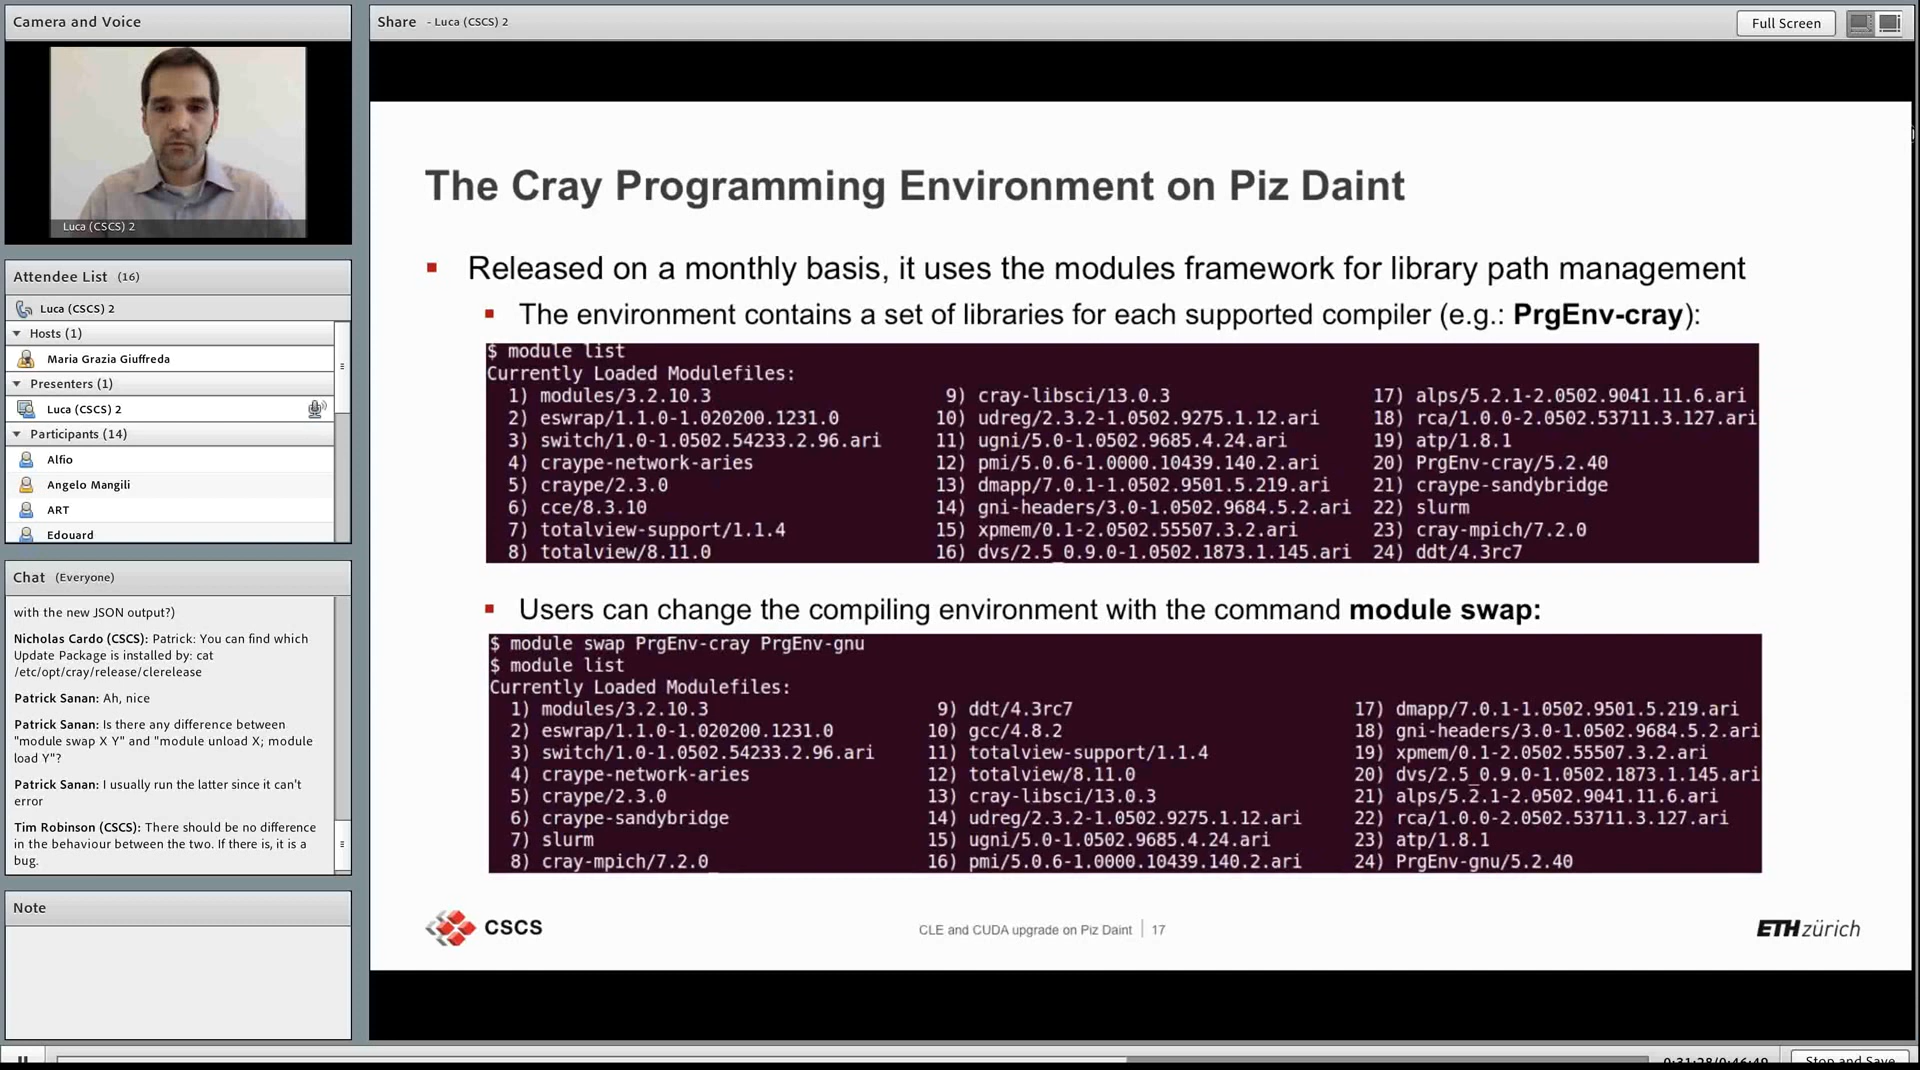 Camera and Voice
Luca (CSCS) 2
Attendee List (16)
Luca (CSCS) 2
Hosts (1)
Maria Grazia Giuffreda
Presenters (1)
Luca (CSCS) 2
Participants (14)
Alfio
Angelo Mangili
ART
Edouard
Chat (Everyone)
with the new JSON output?)
Nicholas Cardo (CSCS): Patrick: You can find which
Update Package is installed by: cat
/etc/opt/cray/release/clerelease
Patrick Sanan: Ah, nice
Patrick Sanan: Is there any difference between
"module swap X Y" and "module unload X; module
load Y"?
Patrick Sanan: I usually run the latter since it can't
error
Tim Robinson (CSCS): There should be no difference
in the behaviour between the two. If there is, it is a
bug.
Note
Share - Luca (CSCS) 2
Full Screen
The Cray Programming Environment on Piz Daint
Released on a monthly basis, it uses the modules framework for library path management
The environment contains a set of libraries for each supported compiler (e.g.: PrgEnv-cray):
$ module list
Currently Loaded Modulefiles:
1) modules/3.2.10.3 9) cray-libsci/13.0.3 17) alps/5.2.1-2.0502.9041.11.6.ari
2) eswrap/1.1.0-1.020200.1231.0 10) udreg/2.3.2-1.0502.9275.1.12.ari 18) rca/1.0.0-2.0502.53711.3.127.ari
3) switch/1.0-1.0502.54233.2.96.ari 11) ugni/5.0-1.0502.9685.4.24.ari 19) atp/1.8.1
4) craype-network-aries 12) pmi/5.0.6-1.0000.10439.140.2.ari 20) PrgEnv-cray/5.2.40
5) craype/2.3.0 13) dmapp/7.0.1-1.0502.9501.5.219.ari 21) craype-sandybridge
6) cce/8.3.10 14) gni-headers/3.0-1.0502.9684.5.2.ari 22) slurm
7) totalview-support/1.1.4 15) xpmem/0.1-2.0502.55507.3.2.ari 23) cray-mpich/7.2.0
8) totalview/8.11.0 16) dvs/2.5_0.9.0-1.0502.1873.1.145.ari 24) ddt/4.3rc7
Users can change the compiling environment with the command module swap:
$ module swap PrgEnv-cray PrgEnv-gnu
$ module list
Currently Loaded Modulefiles:
1) modules/3.2.10.3 9) ddt/4.3rc7 17) dmapp/7.0.1-1.0502.9501.5.219.ari
2) eswrap/1.1.0-1.020200.1231.0 10) gcc/4.8.2 18) gni-headers/3.0-1.0502.9684.5.2.ari
3) switch/1.0-1.0502.54233.2.96.ari 11) totalview-support/1.1.4 19) xpmem/0.1-2.0502.55507.3.2.ari
4) craype-network-aries 12) totalview/8.11.0 20) dvs/2.5_0.9.0-1.0502.1873.1.145.ari
5) craype/2.3.0 13) cray-libsci/13.0.3 21) alps/5.2.1-2.0502.9041.11.6.ari
6) craype-sandybridge 14) udreg/2.3.2-1.0502.9275.1.12.ari 22) rca/1.0.0-2.0502.53711.3.127.ari
7) slurm 15) ugni/5.0-1.0502.9685.4.24.ari 23) atp/1.8.1
8) cray-mpich/7.2.0 16) pmi/5.0.6-1.0000.10439.140.2.ari 24) PrgEnv-gnu/5.2.40
CSCS
CLE and CUDA upgrade on Piz Daint 17
ETH zürich
0:31:28/0:46:49
Stop and Save